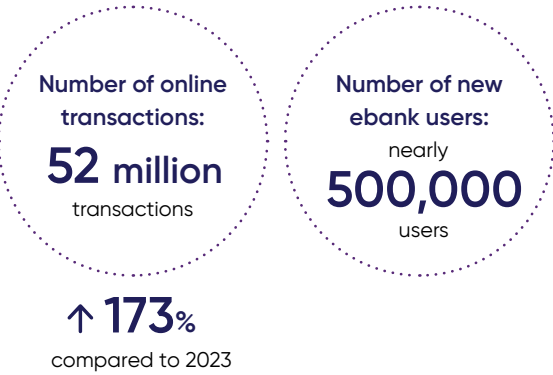 Number of online
transactions:
52 million
transactions
↑ 173%
compared to 2023
Number of new
ebank users:
nearly
500,000
users